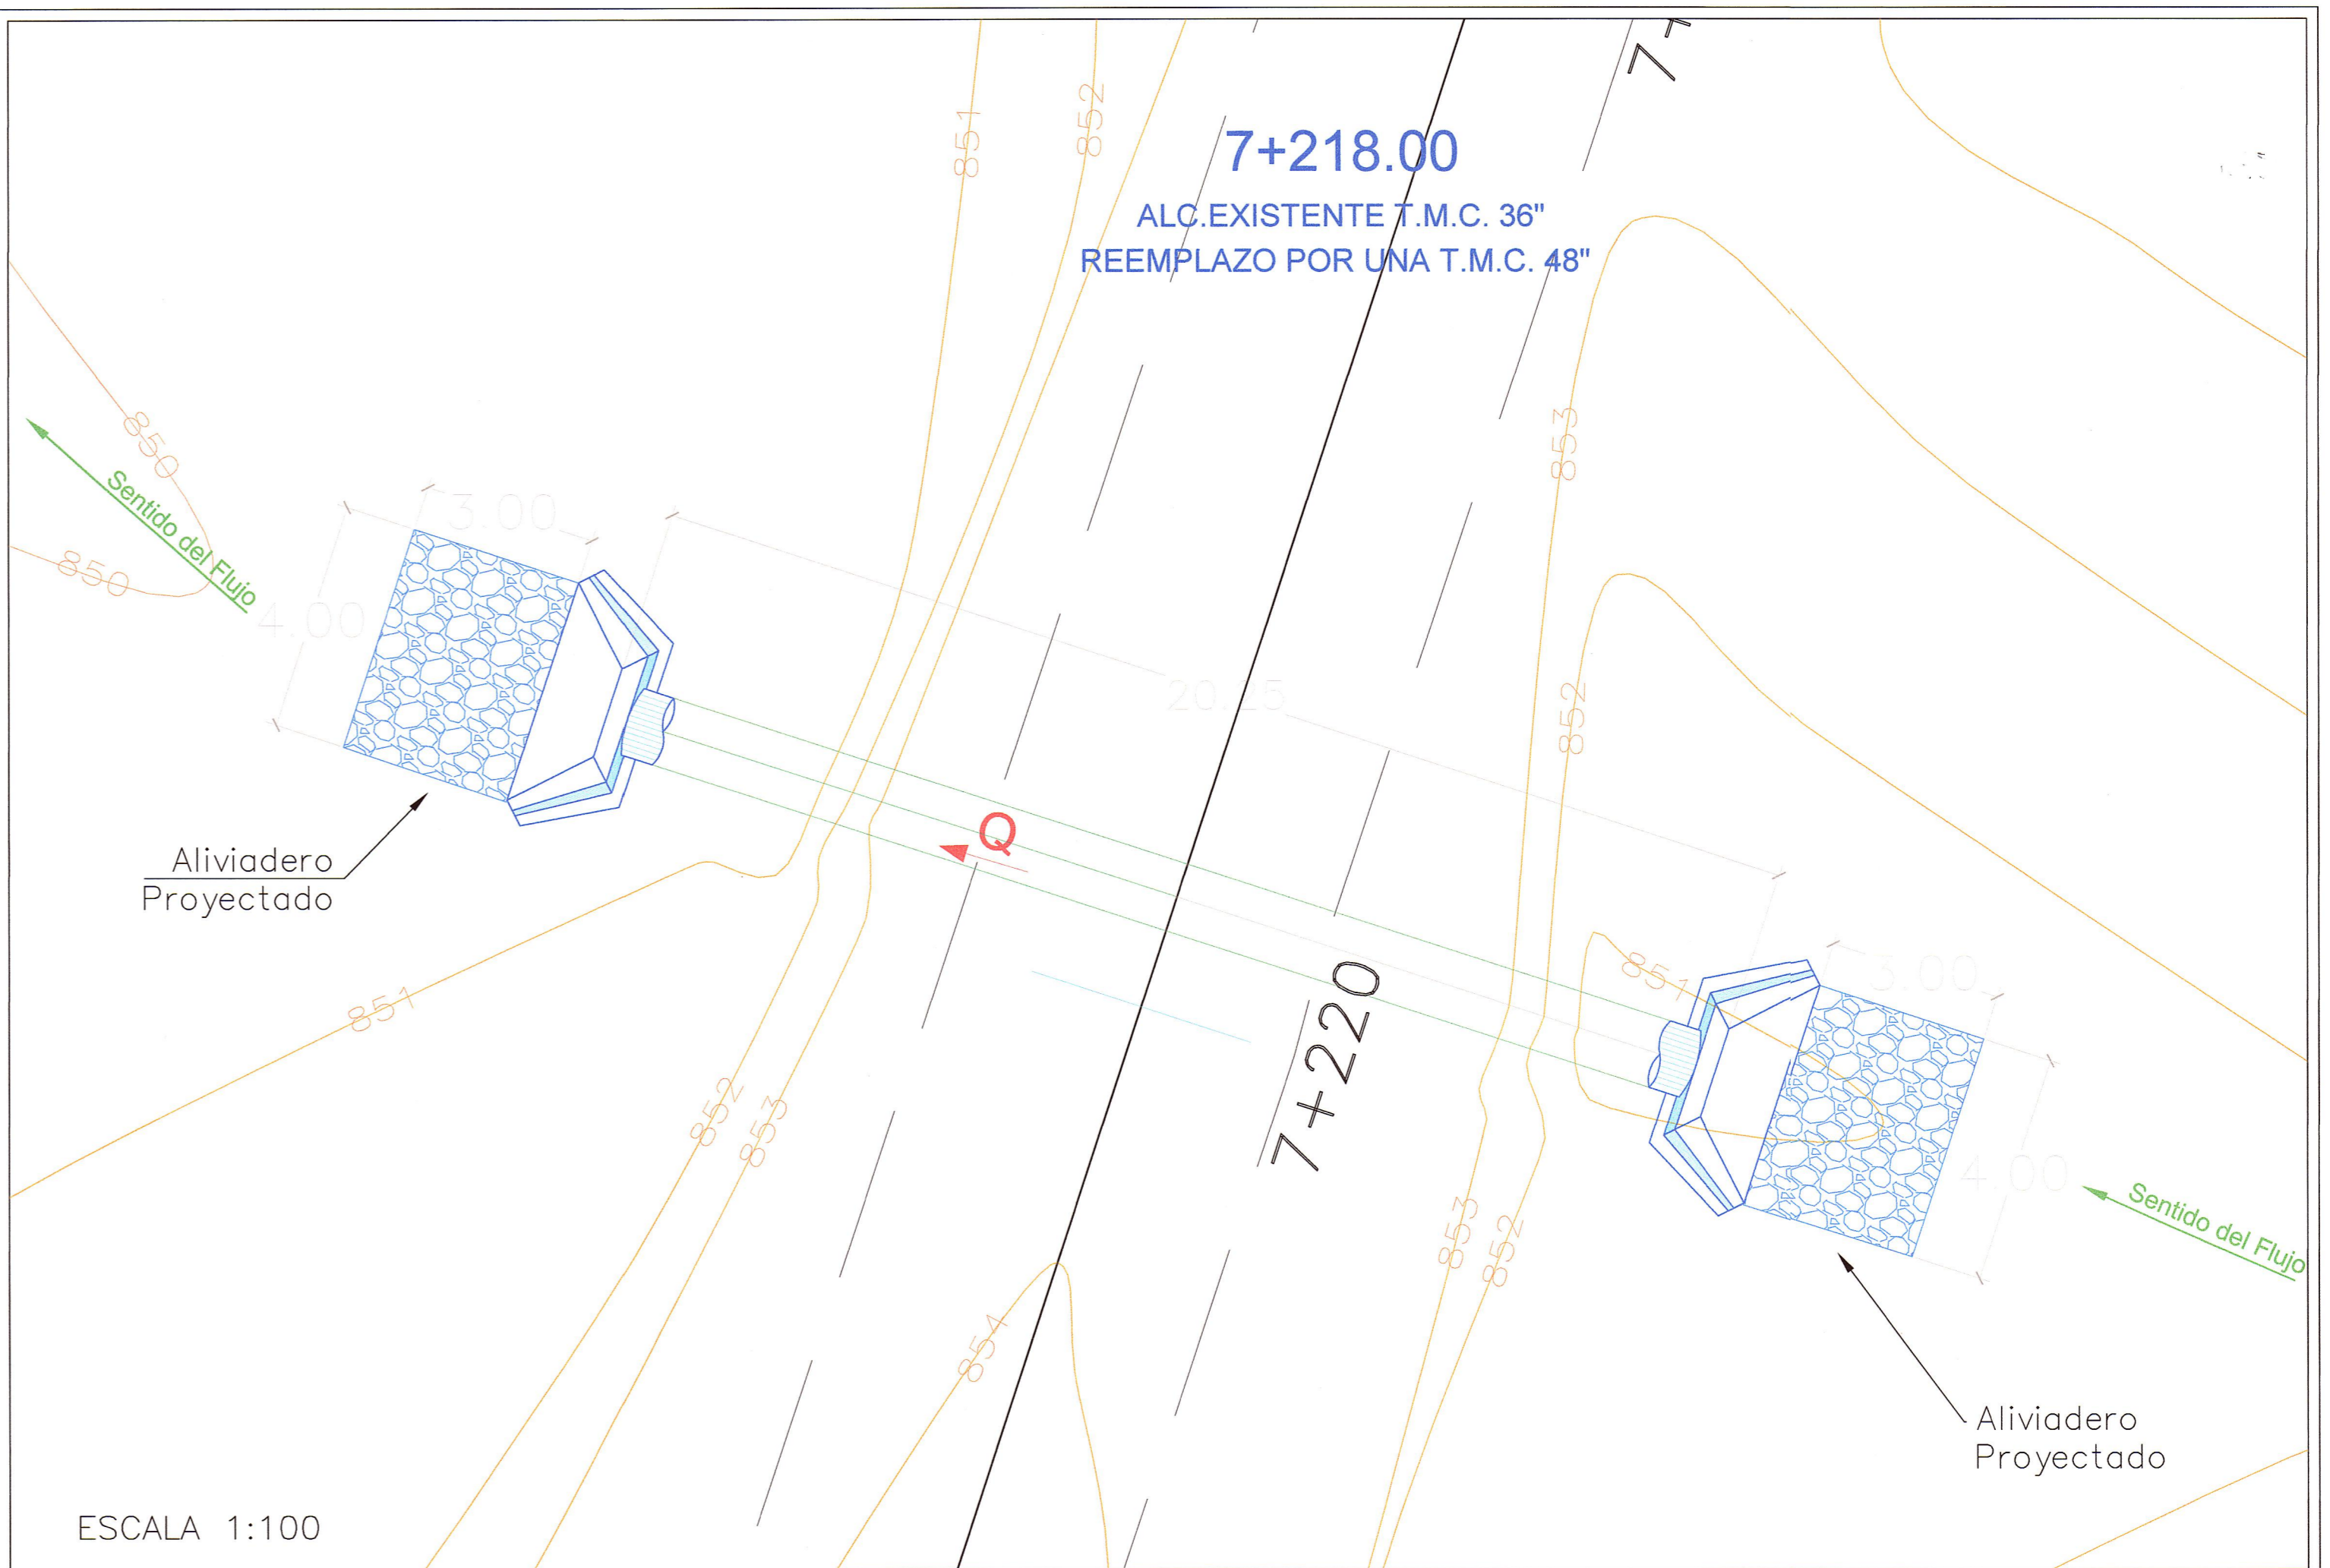 7+218.00
ALC.EXISTENTE T.M.C. 36"
REEMPLAZO POR UNA T.M.C. 48"
7+
851
852
850
850
Sentido del Flujo
3.00
4.00
853
20.25
852
Q
Aliviadero
Proyectado
851
851
7+220
3.00
4.00
852
853
853
852
Sentido del Flujo
854
Aliviadero
Proyectado
ESCALA 1:100